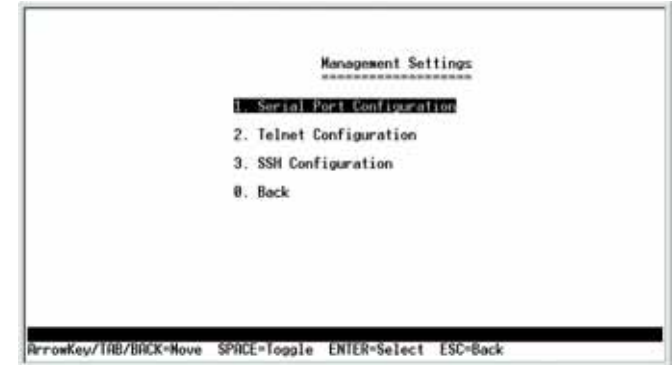 Management Settings
===================
1. Serial Port Configuration
2. Telnet Configuration
3. SSH Configuration
0. Back
ArrowKey/TAB/BACK=Move SPACE=Toggle ENTER=Select ESC=Back